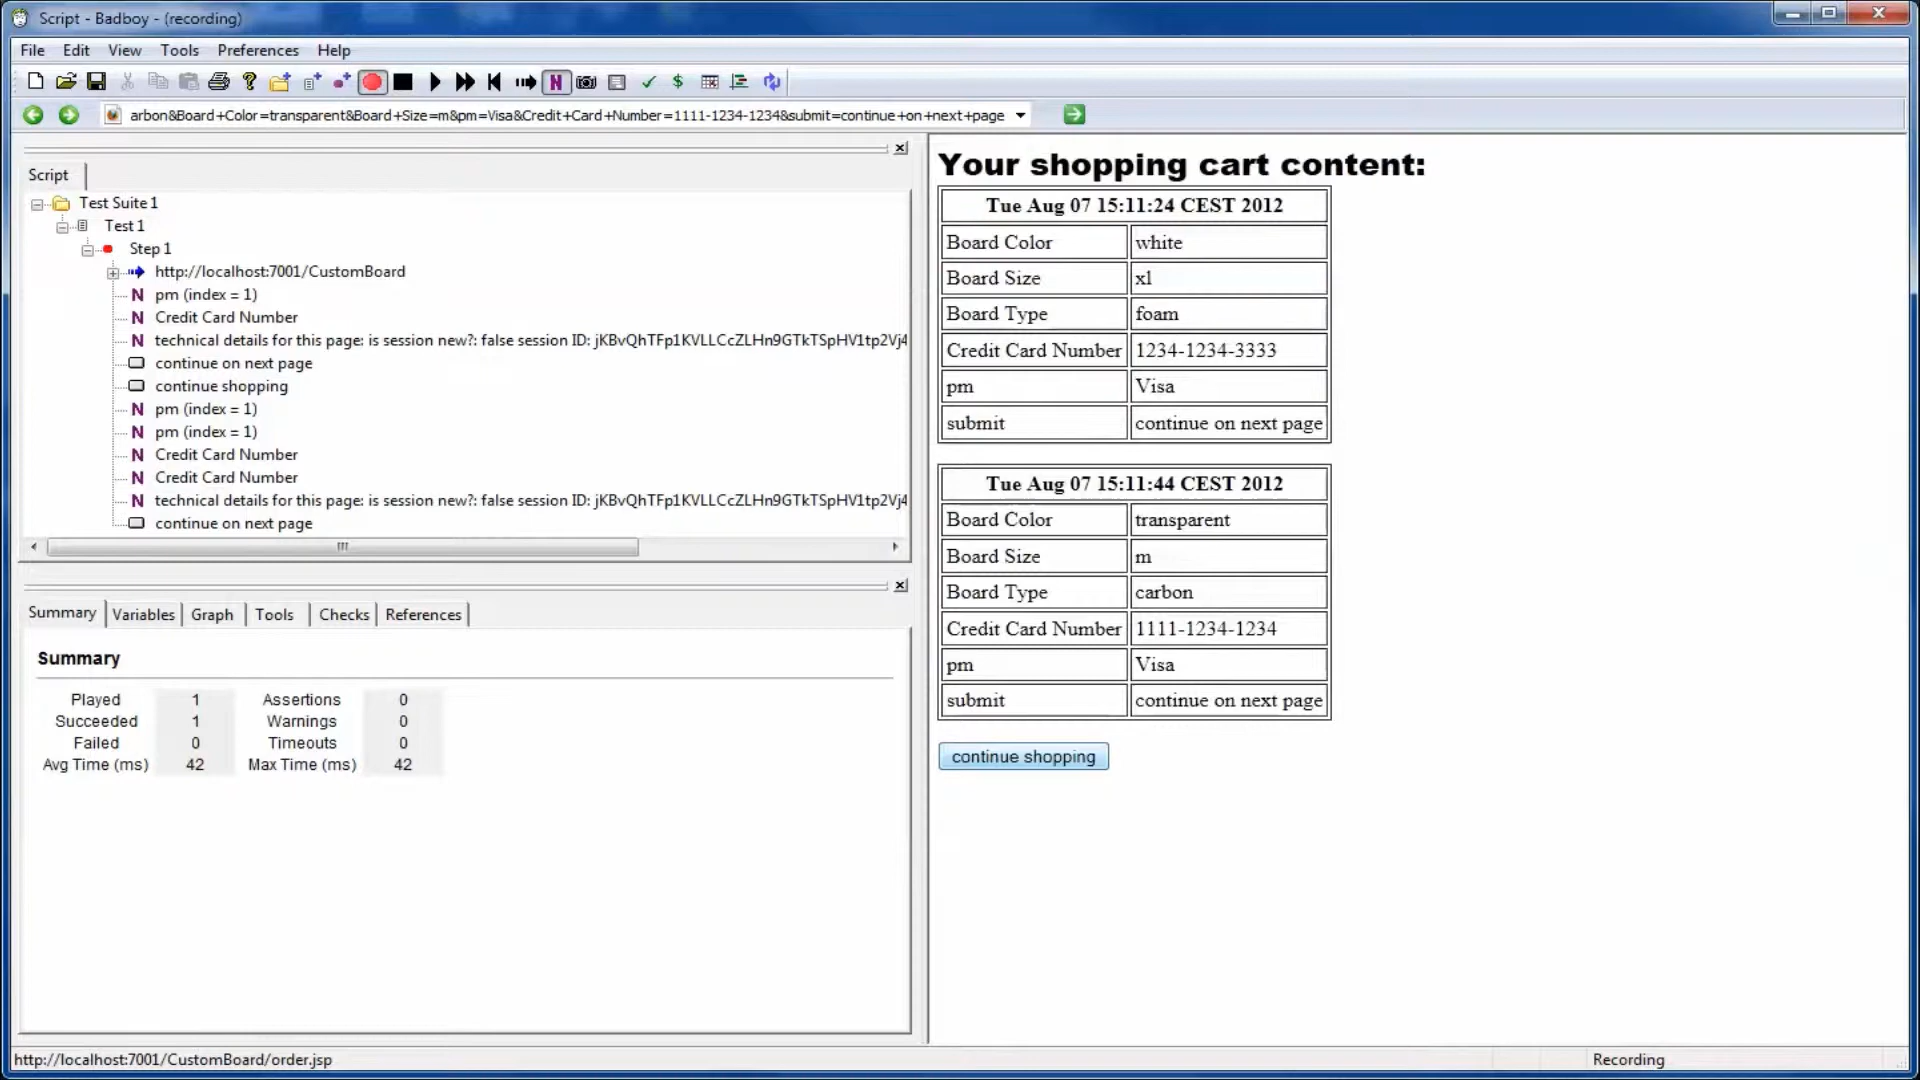 Script - Badboy - (recording)
File Edit View Tools Preferences Help
arbon&Board+Color=transparent&Board+Size=m&pm=Visa&Credit+Card+Number=1111-1234-1234&submit=continue+on+next+page
Script
Test Suite 1
Test 1
Step 1
http://localhost:7001/CustomBoard
N pm (index = 1)
N Credit Card Number
N technical details for this page: is session new?: false session ID: jKBvQhTFp1KVLLCcZLHn9GTkTSpHV1tp2Vj4
continue on next page
continue shopping
N pm (index = 1)
N pm (index = 1)
N Credit Card Number
N Credit Card Number
N technical details for this page: is session new?: false session ID: jKBvQhTFp1KVLLCcZLHn9GTkTSpHV1tp2Vj4
continue on next page
Summary Variables Graph Tools Checks References
Summary
Played 1 Assertions 0
Succeeded 1 Warnings 0
Failed 0 Timeouts 0
Avg Time (ms) 42 Max Time (ms) 42
Your shopping cart content:
Tue Aug 07 15:11:24 CEST 2012
Board Color white
Board Size xl
Board Type foam
Credit Card Number 1234-1234-3333
pm Visa
submit continue on next page
Tue Aug 07 15:11:44 CEST 2012
Board Color transparent
Board Size m
Board Type carbon
Credit Card Number 1111-1234-1234
pm Visa
submit continue on next page
continue shopping
http://localhost:7001/CustomBoard/order.jsp
Recording